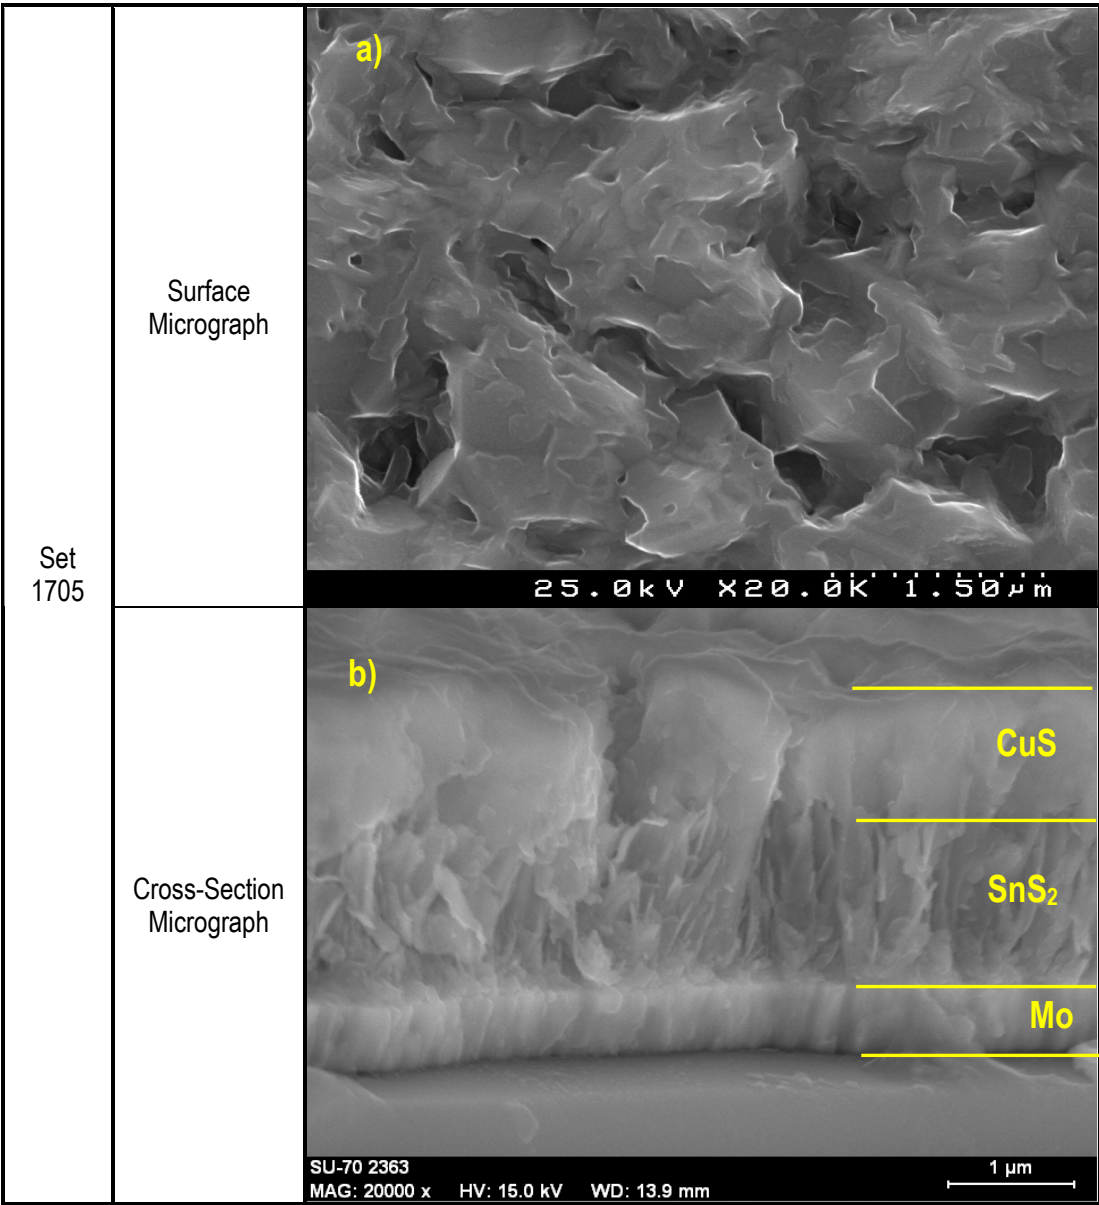 Set
1705
Surface
Micrograph
a)
25.0kV X20.0K 1.50μm
Cross-Section
Micrograph
b)
CuS
SnS₂
Mo
SU-70 2363
MAG: 20000 x HV: 15.0 kV WD: 13.9 mm
1 μm